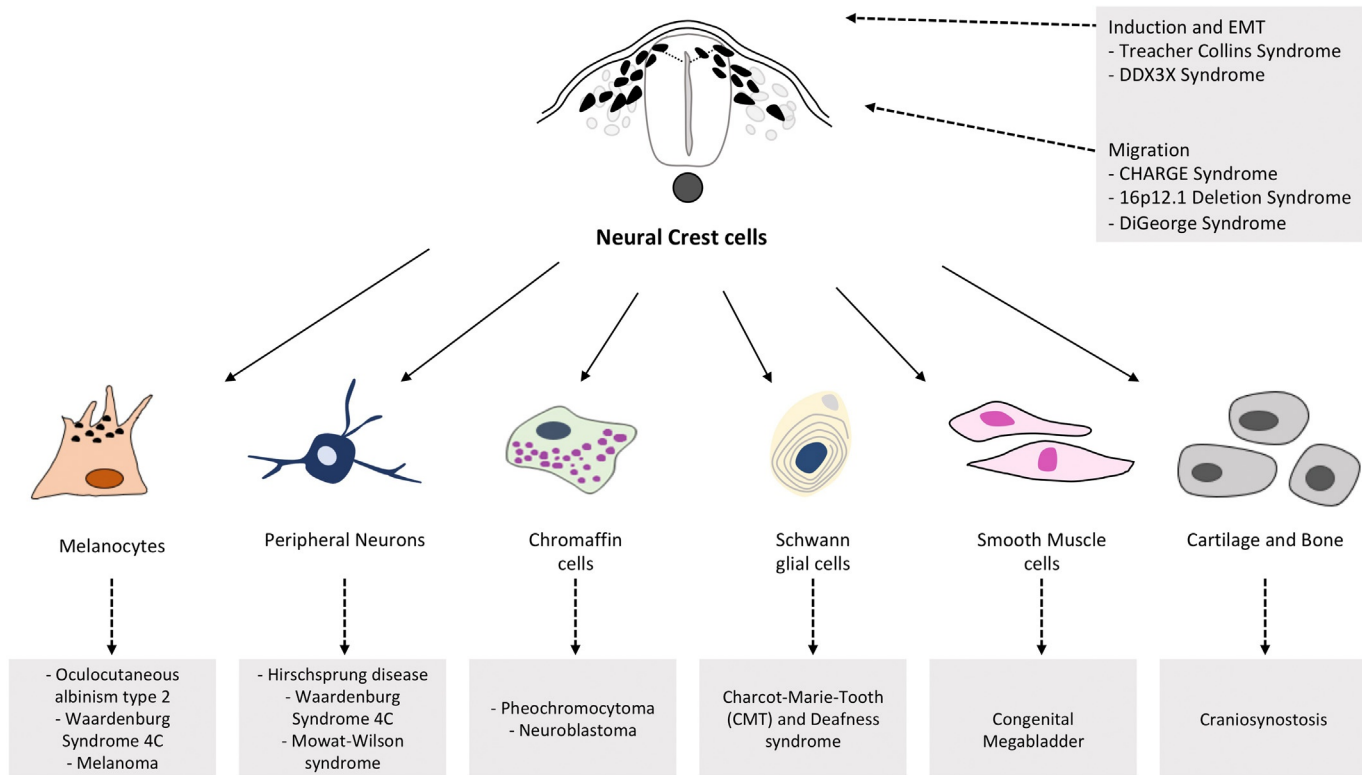 Induction and EMT
- Treacher Collins Syndrome
- DDX3X Syndrome
Migration
- CHARGE Syndrome
- 16p12.1 Deletion Syndrome
- DiGeorge Syndrome
Neural Crest cells
Melanocytes
Peripheral Neurons
Chromaffin
cells
Schwann
glial cells
Smooth Muscle
cells
Cartilage and Bone
- Oculocutaneous
albinism type 2
- Waardenburg
Syndrome 4C
- Melanoma
- Hirschsprung disease
- Waardenburg
Syndrome 4C
- Mowat-Wilson
syndrome
- Pheochromocytoma
- Neuroblastoma
Charcot-Marie-Tooth
(CMT) and Deafness
syndrome
Congenital
Megabladder
Craniosynostosis